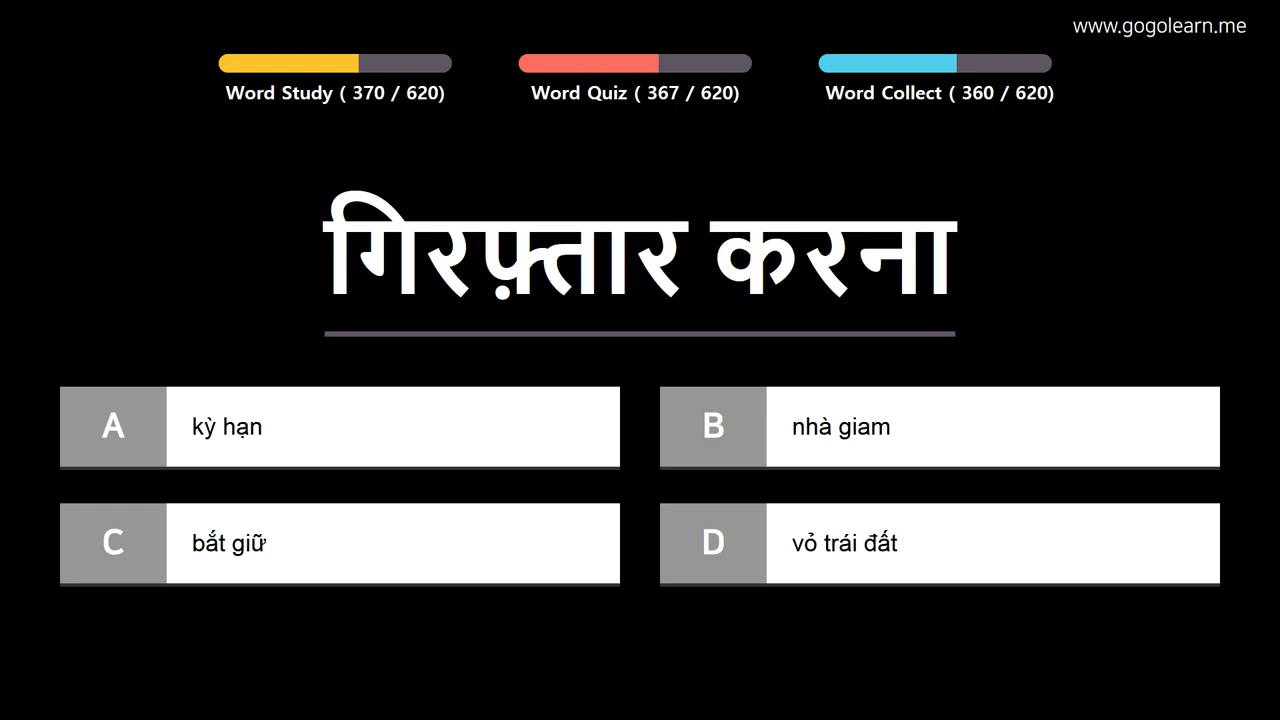 www.gogolearn.me
Word Study ( 370 / 620)
Word Quiz ( 367 / 620)
Word Collect ( 360 / 620)
गिरफ़्तार करना
A
kỳ hạn
B
nhà giam
C
bắt giữ
D
vỏ trái đất